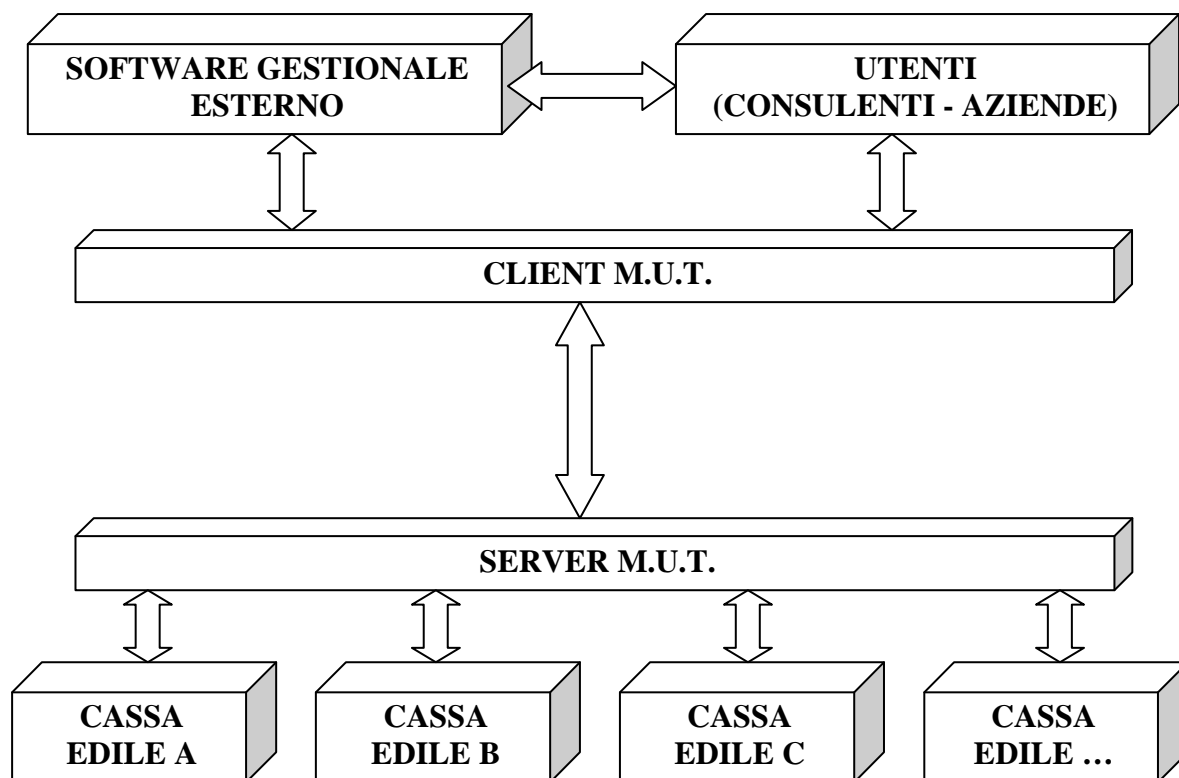 SOFTWARE GESTIONALE
ESTERNO
UTENTI
(CONSULENTI - AZIENDE)
CLIENT M.U.T.
SERVER M.U.T.
CASSA
EDILE A
CASSA
EDILE B
CASSA
EDILE C
CASSA
EDILE …